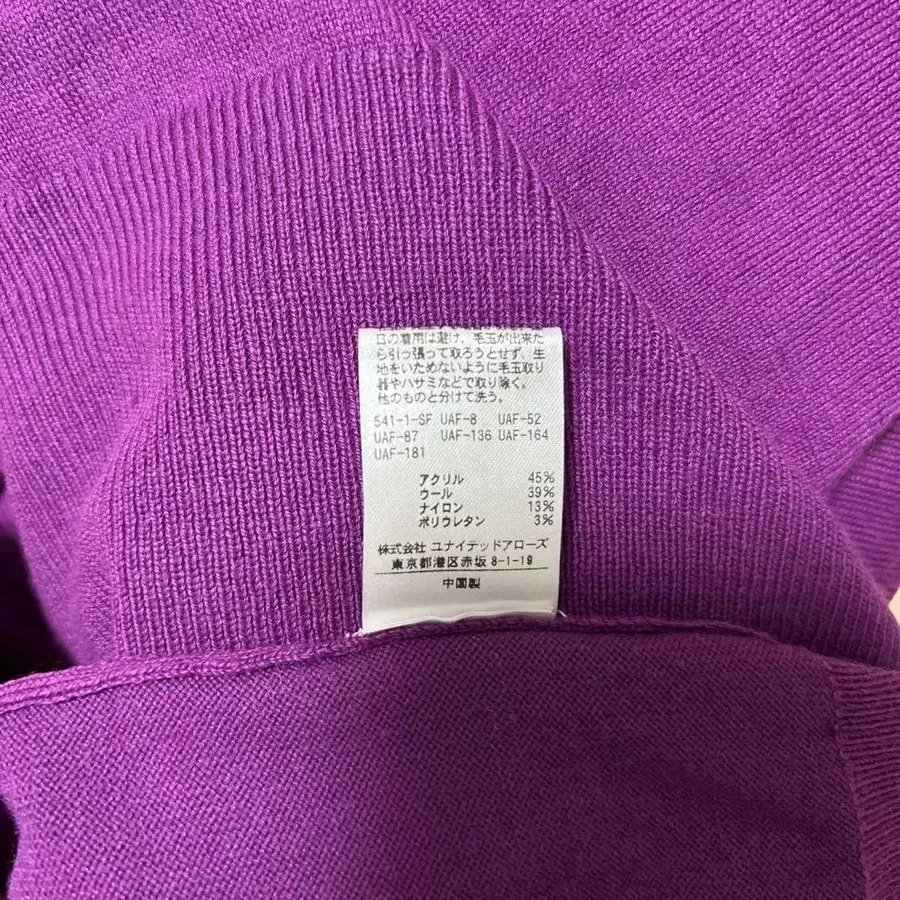 日の着用は避け、毛玉が出来た
ら引っ張って取ろうとせず、生
地をいためないように毛玉取り
器やハサミなどで取り除く。
他のものと分けて洗う。
541-1-SF UAF-8 UAF-52
UAF-87 UAF-136 UAF-164
UAF-181
アクリル 45%
ウール 39%
ナイロン 13%
ポリウレタン 3%
株式会社 ユナイテッドアローズ
東京都港区赤坂 8-1-19
中国製